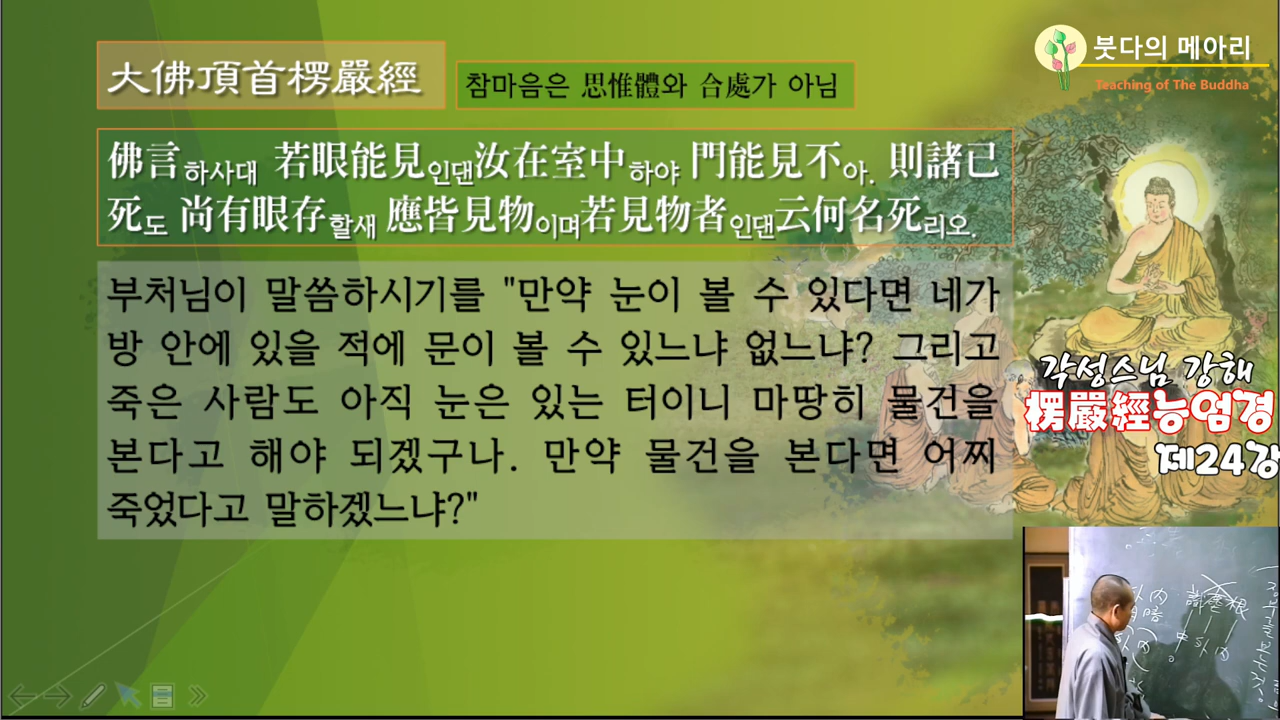 大佛頂首楞嚴經
참마음은 思惟體와 合處가 아님
붓다의 메아리
Teaching of The Buddha
佛言하사대 若眼能見인댄汝在室中하야 門能見不아. 則諸已
死도 尚有眼存할새 應皆見物이며若見物者인댄云何名死리오.
부처님이 말씀하시기를 "만약 눈이 볼 수 있다면 네가
방 안에 있을 적에 문이 볼 수 있느냐 없느냐? 그리고
죽은 사람도 아직 눈은 있는 터이니 마땅히 물건을
본다고 해야 되겠구나. 만약 물건을 본다면 어찌
죽었다고 말하겠느냐?"
각성스님 강해
楞嚴經능엄경
제24강